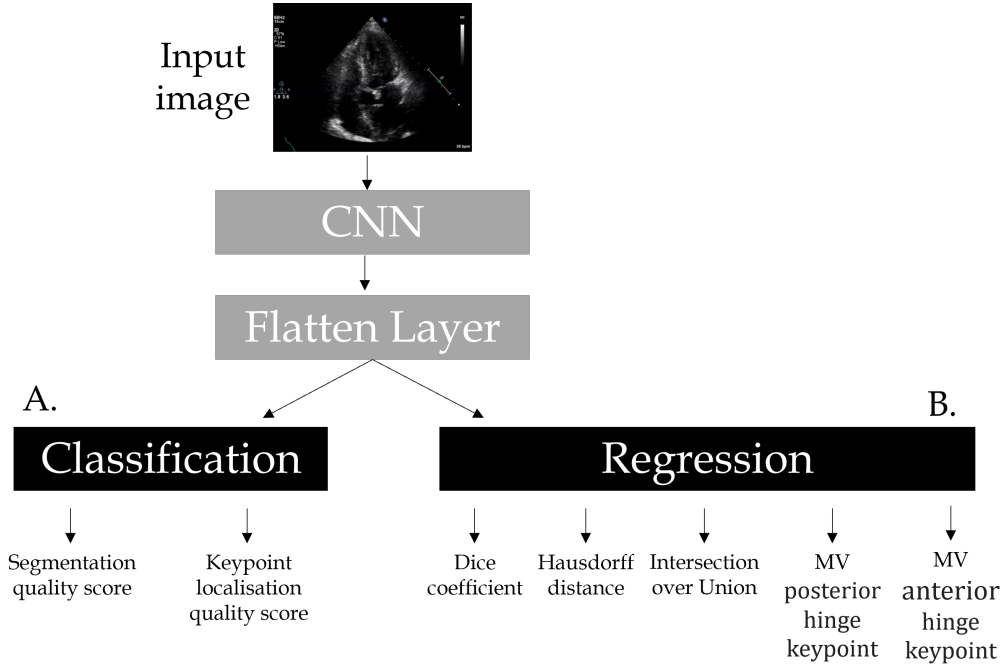 Input
image
CNN
Flatten Layer
A.
B.
Classification
Regression
Segmentation
quality score
Keypoint
localisation
quality score
Dice
coefficient
Hausdorff
distance
Intersection
over Union
MV
posterior
hinge
keypoint
MV
anterior
hinge
keypoint